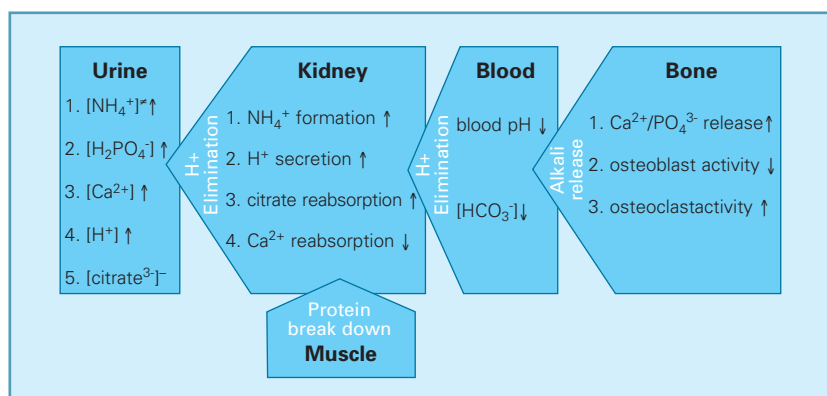 Urine
1. [NH₄⁺]≠↑
2. [H₂PO₄⁻] ↑
3. [Ca²⁺] ↑
4. [H⁺] ↑
5. [citrate³⁻]⁻
H+
Elimination
Kidney
1. NH₄⁺ formation ↑
2. H⁺ secretion ↑
3. citrate reabsorption ↑
4. Ca²⁺ reabsorption ↓
H+
Elimination
Blood
blood pH ↓
[HCO₃⁻]↓
Alkali
release
Bone
1. Ca²⁺/PO₄³⁻ release↑
2. osteoblast activity ↓
3. osteoclastactivity ↑
Protein
break down
Muscle